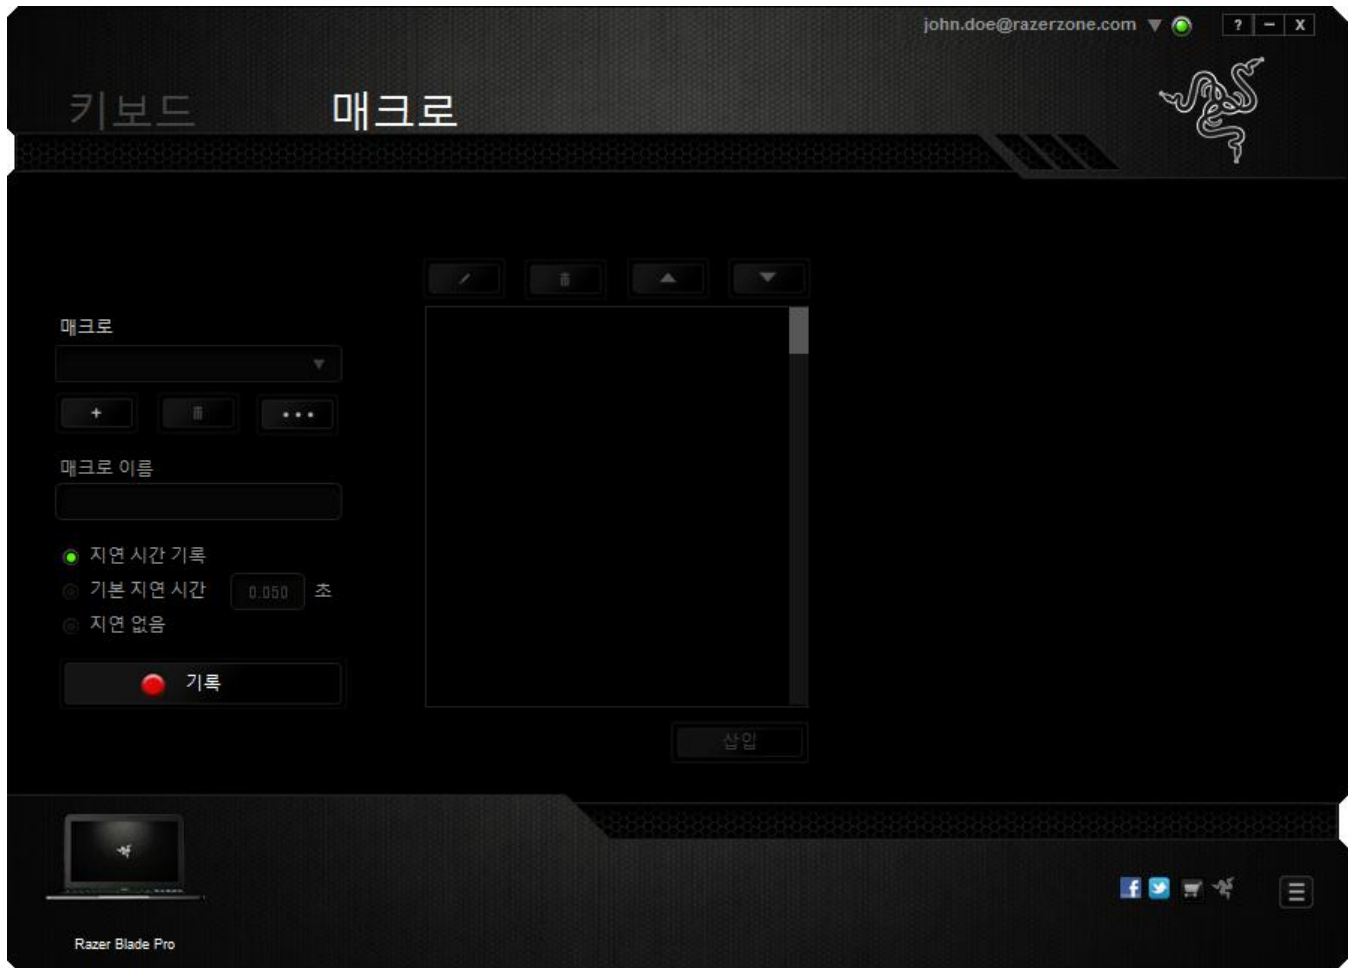 john.doe@razerzone.com
? - X
키보드 매크로
매크로
+
매크로 이름
지연 시간 기록
기본 지연 시간 0.050 초
지연 없음
기록
삽입
Razer Blade Pro